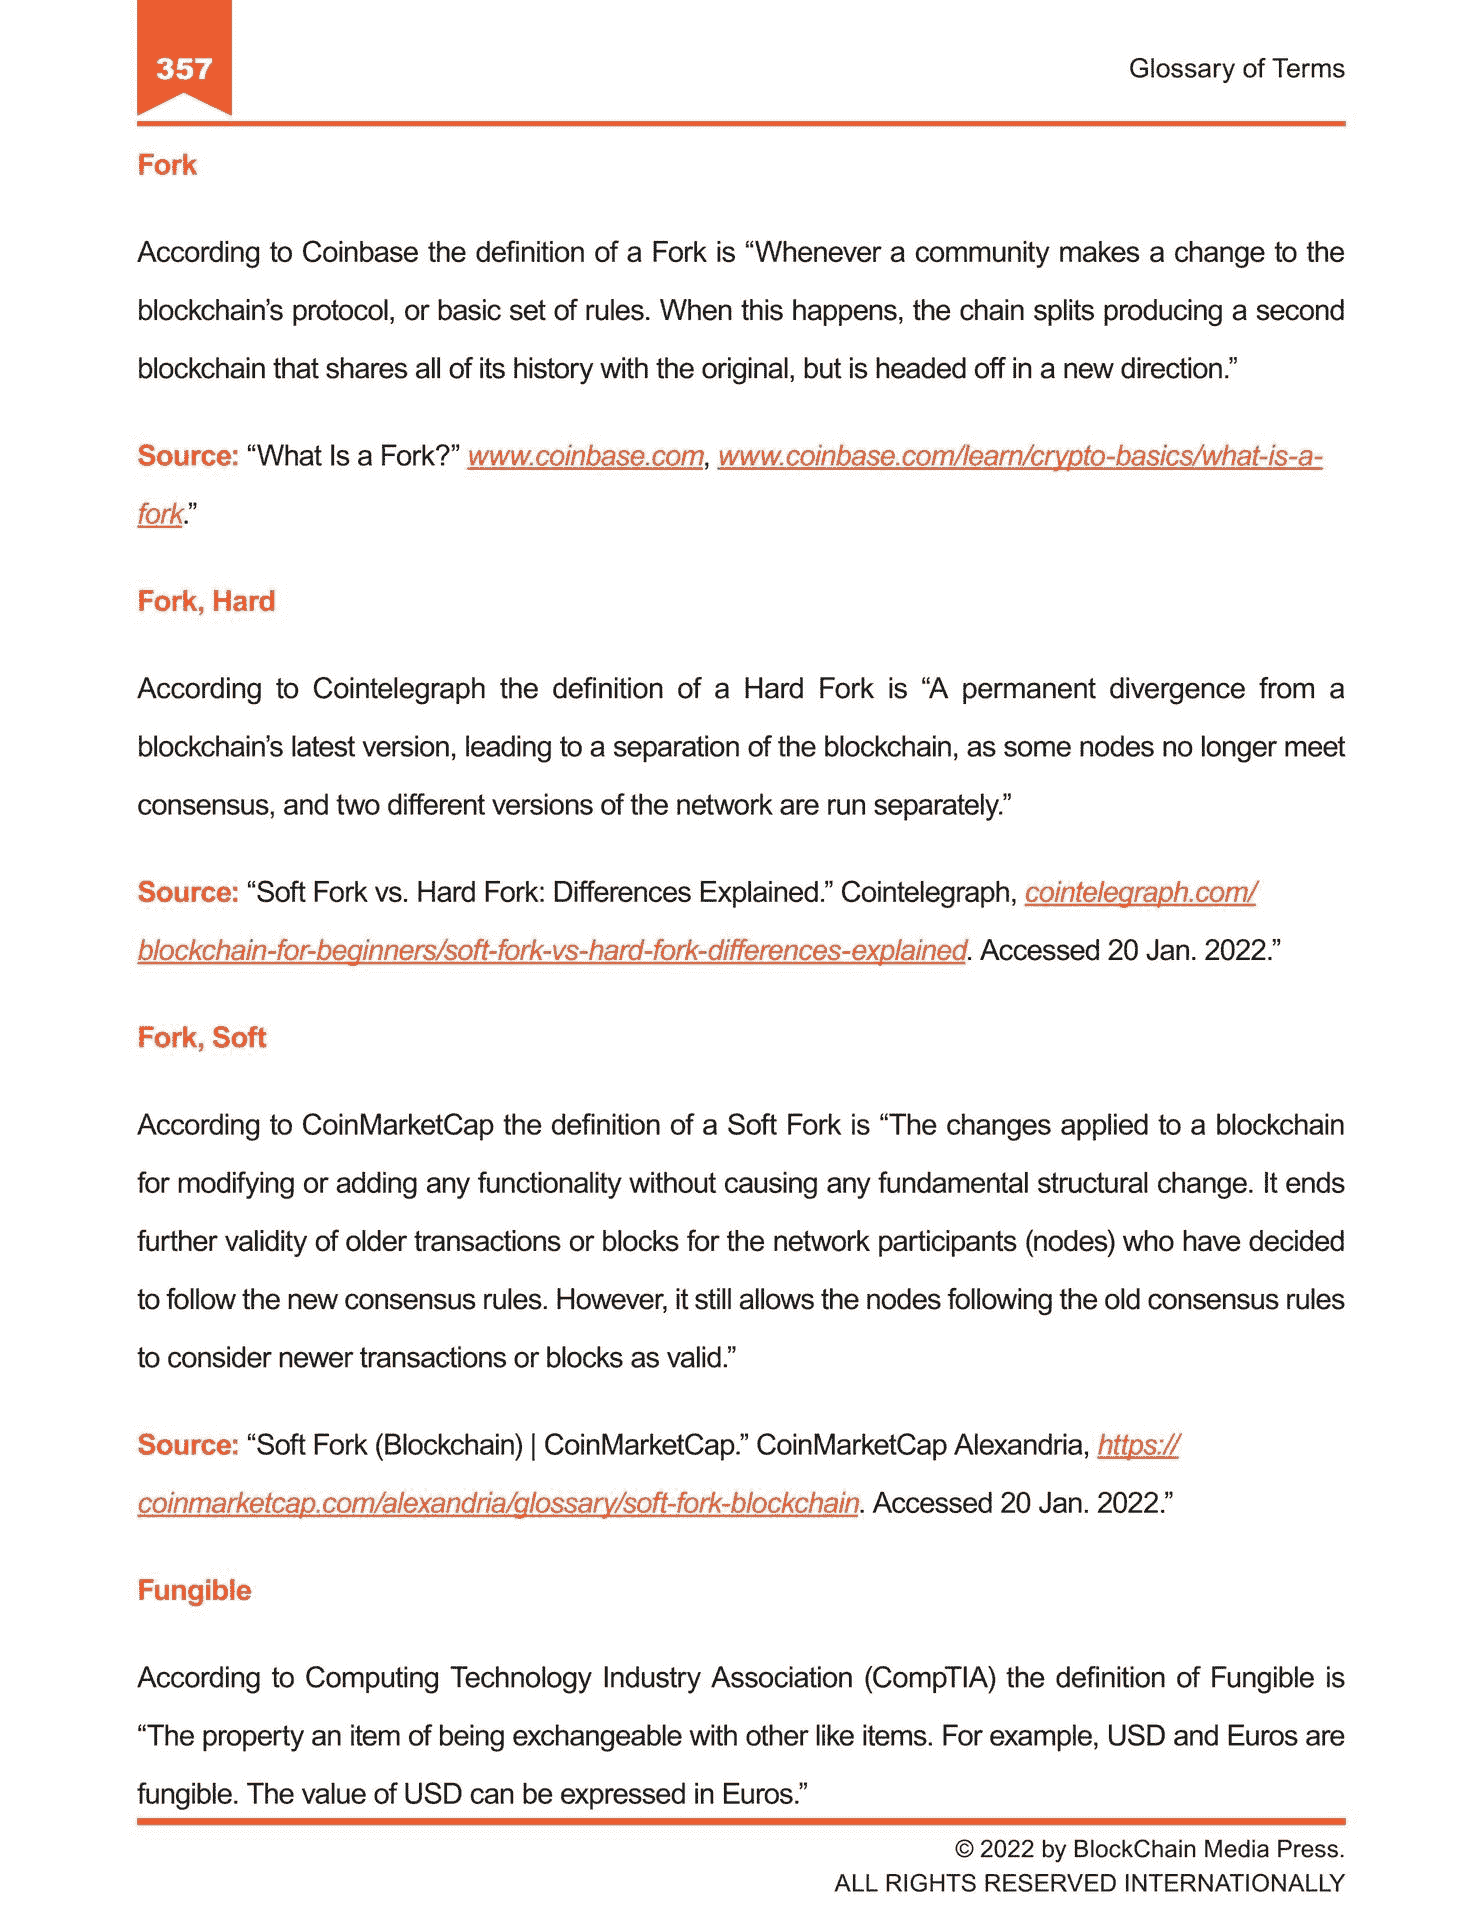 357
Glossary of Terms
Fork
According to Coinbase the definition of a Fork is “Whenever a community makes a change to the
blockchain’s protocol, or basic set of rules. When this happens, the chain splits producing a second
blockchain that shares all of its history with the original, but is headed off in a new direction.”
Source: “What Is a Fork?” www.coinbase.com, www.coinbase.com/learn/crypto-basics/what-is-a-
fork.”
Fork, Hard
According to Cointelegraph the definition of a Hard Fork is “A permanent divergence from a
blockchain’s latest version, leading to a separation of the blockchain, as some nodes no longer meet
consensus, and two different versions of the network are run separately.”
Source: “Soft Fork vs. Hard Fork: Differences Explained.” Cointelegraph, cointelegraph.com/
blockchain-for-beginners/soft-fork-vs-hard-fork-differences-explained. Accessed 20 Jan. 2022.”
Fork, Soft
According to CoinMarketCap the definition of a Soft Fork is “The changes applied to a blockchain
for modifying or adding any functionality without causing any fundamental structural change. It ends
further validity of older transactions or blocks for the network participants (nodes) who have decided
to follow the new consensus rules. However, it still allows the nodes following the old consensus rules
to consider newer transactions or blocks as valid.”
Source: “Soft Fork (Blockchain) | CoinMarketCap.” CoinMarketCap Alexandria, https://
coinmarketcap.com/alexandria/glossary/soft-fork-blockchain. Accessed 20 Jan. 2022.”
Fungible
According to Computing Technology Industry Association (CompTIA) the definition of Fungible is
“The property an item of being exchangeable with other like items. For example, USD and Euros are
fungible. The value of USD can be expressed in Euros.”
© 2022 by BlockChain Media Press.
ALL RIGHTS RESERVED INTERNATIONALLY